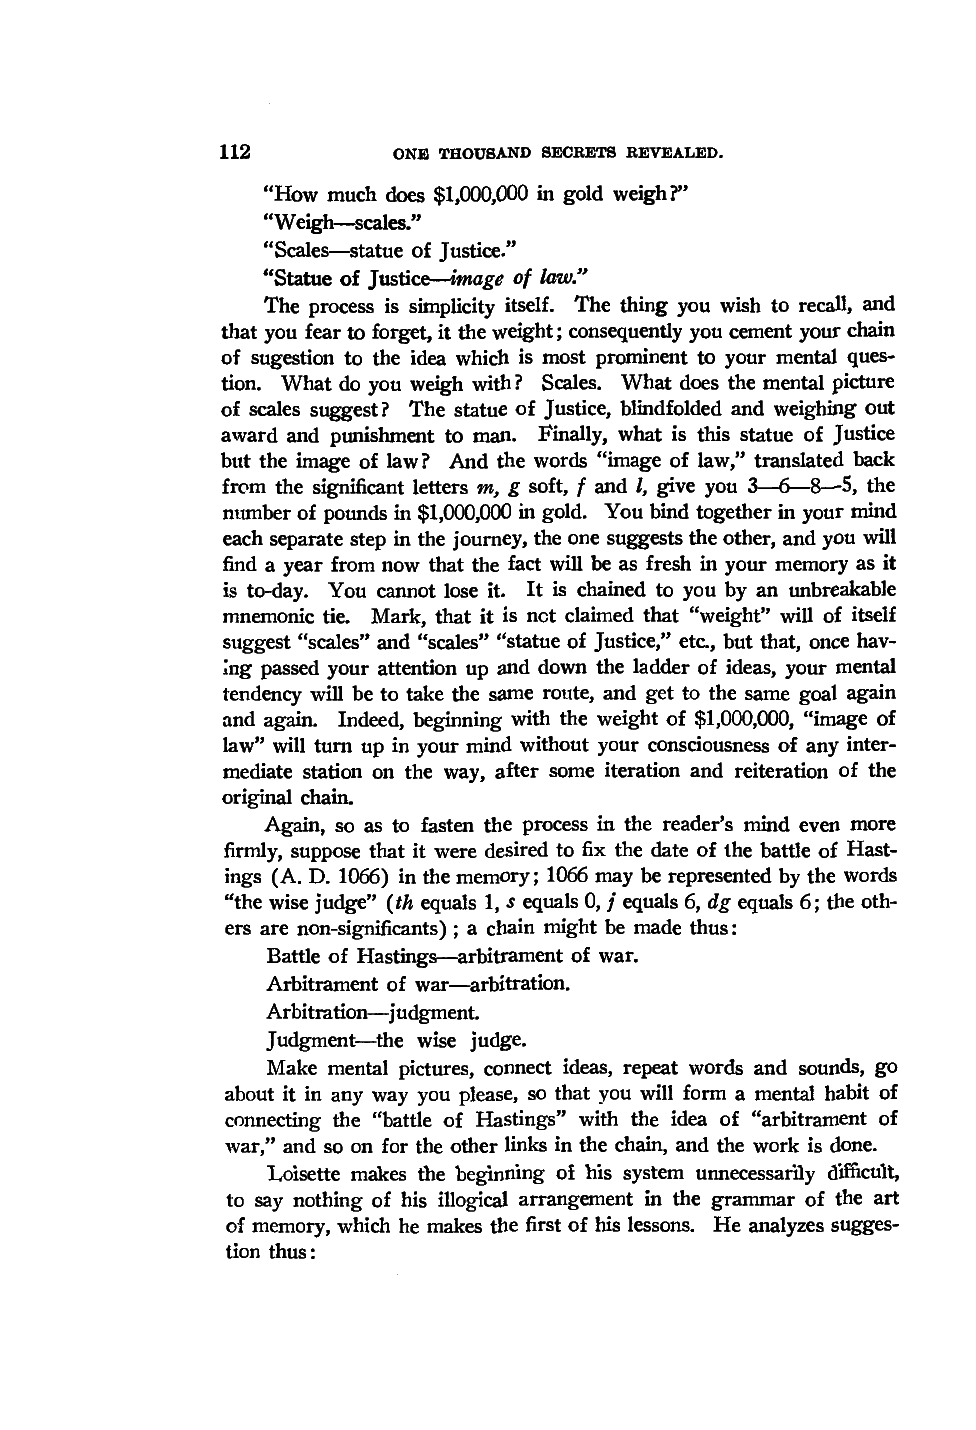 112 ONE THOUSAND SECRETS REVEALED.
“How much does $1,000,000 in gold weigh?”
“Weigh—scales.”
“Scales—statue of Justice.”
“Statue of Justice—image of law.”
The process is simplicity itself. The thing you wish to recall, and
that you fear to forget, it the weight; consequently you cement your chain
of sugestion to the idea which is most prominent to your mental ques-
tion. What do you weigh with? Scales. What does the mental picture
of scales suggest? The statue of Justice, blindfolded and weighing out
award and punishment to man. Finally, what is this statue of Justice
but the image of law? And the words “image of law,” translated back
from the significant letters m, g soft, f and l, give you 3—6—8—5, the
number of pounds in $1,000,000 in gold. You bind together in your mind
each separate step in the journey, the one suggests the other, and you will
find a year from now that the fact will be as fresh in your memory as it
is to-day. You cannot lose it. It is chained to you by an unbreakable
mnemonic tie. Mark, that it is not claimed that “weight” will of itself
suggest “scales” and “scales” “statue of Justice,” etc., but that, once hav-
ing passed your attention up and down the ladder of ideas, your mental
tendency will be to take the same route, and get to the same goal again
and again. Indeed, beginning with the weight of $1,000,000, “image of
law” will turn up in your mind without your consciousness of any inter-
mediate station on the way, after some iteration and reiteration of the
original chain.
Again, so as to fasten the process in the reader’s mind even more
firmly, suppose that it were desired to fix the date of the battle of Hast-
ings (A. D. 1066) in the memory; 1066 may be represented by the words
“the wise judge” (th equals 1, s equals 0, j equals 6, dg equals 6; the oth-
ers are non-significants) ; a chain might be made thus:
Battle of Hastings—arbitrament of war.
Arbitrament of war—arbitration.
Arbitration—judgment.
Judgment—the wise judge.
Make mental pictures, connect ideas, repeat words and sounds, go
about it in any way you please, so that you will form a mental habit of
connecting the “battle of Hastings” with the idea of “arbitrament of
war,” and so on for the other links in the chain, and the work is done.
Loisette makes the beginning of his system unnecessarily difficult,
to say nothing of his illogical arrangement in the grammar of the art
of memory, which he makes the first of his lessons. He analyzes sugges-
tion thus: